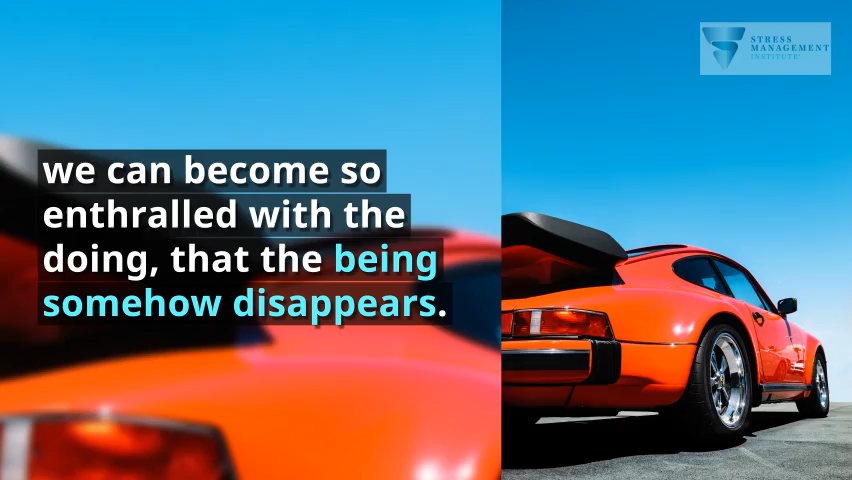 STRESS
MANAGEMENT
INSTITUTE
we can become so
enthralled with the
doing, that the being
somehow disappears.